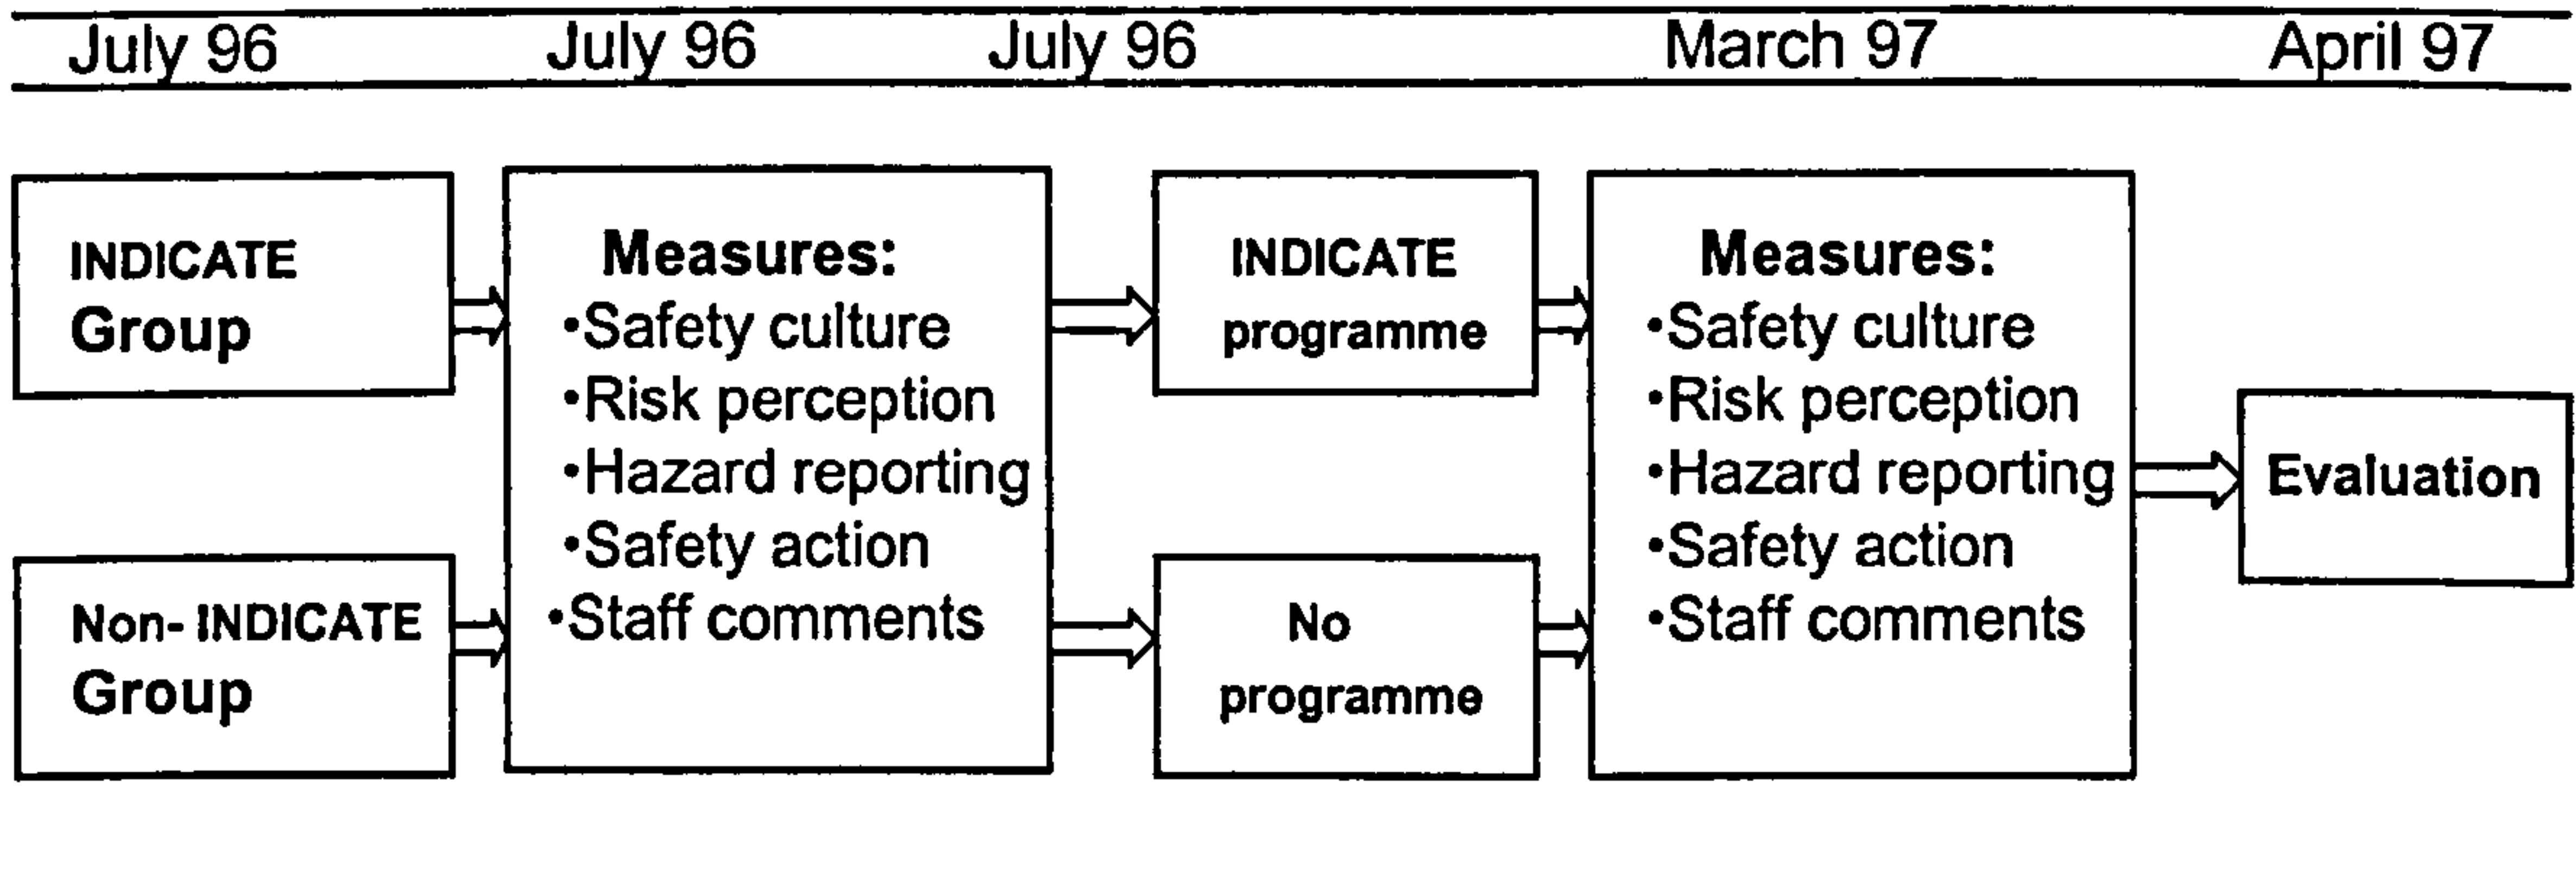 July 96
July 96
July 96
March 97
April 97
INDICATE
Group
Non- INDICATE
Group
Measures:
•Safety culture
•Risk perception
•Hazard reporting
•Safety action
•Staff comments
INDICATE
programme
No
programme
Measures:
•Safety culture
•Risk perception
•Hazard reporting
•Safety action
•Staff comments
Evaluation